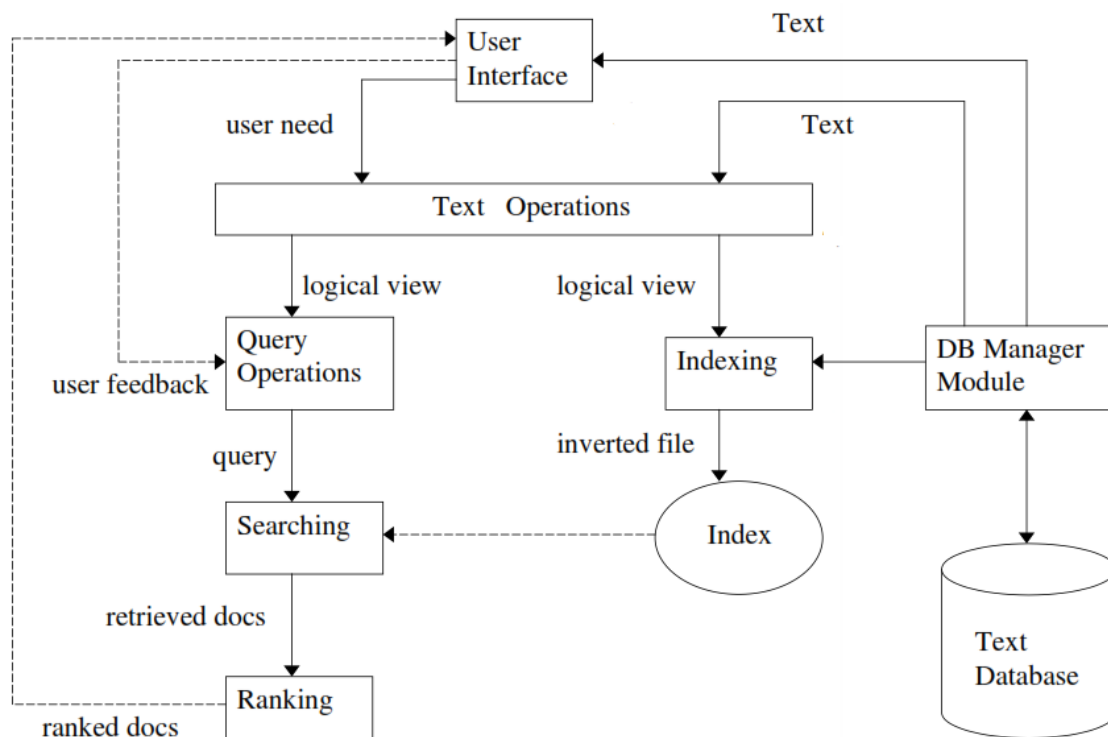 Text
User
Interface
user need
Text
Text Operations
logical view
logical view
Query
Operations
Indexing
DB Manager
Module
user feedback
query
inverted file
Searching
Index
retrieved docs
Text
Database
Ranking
ranked docs